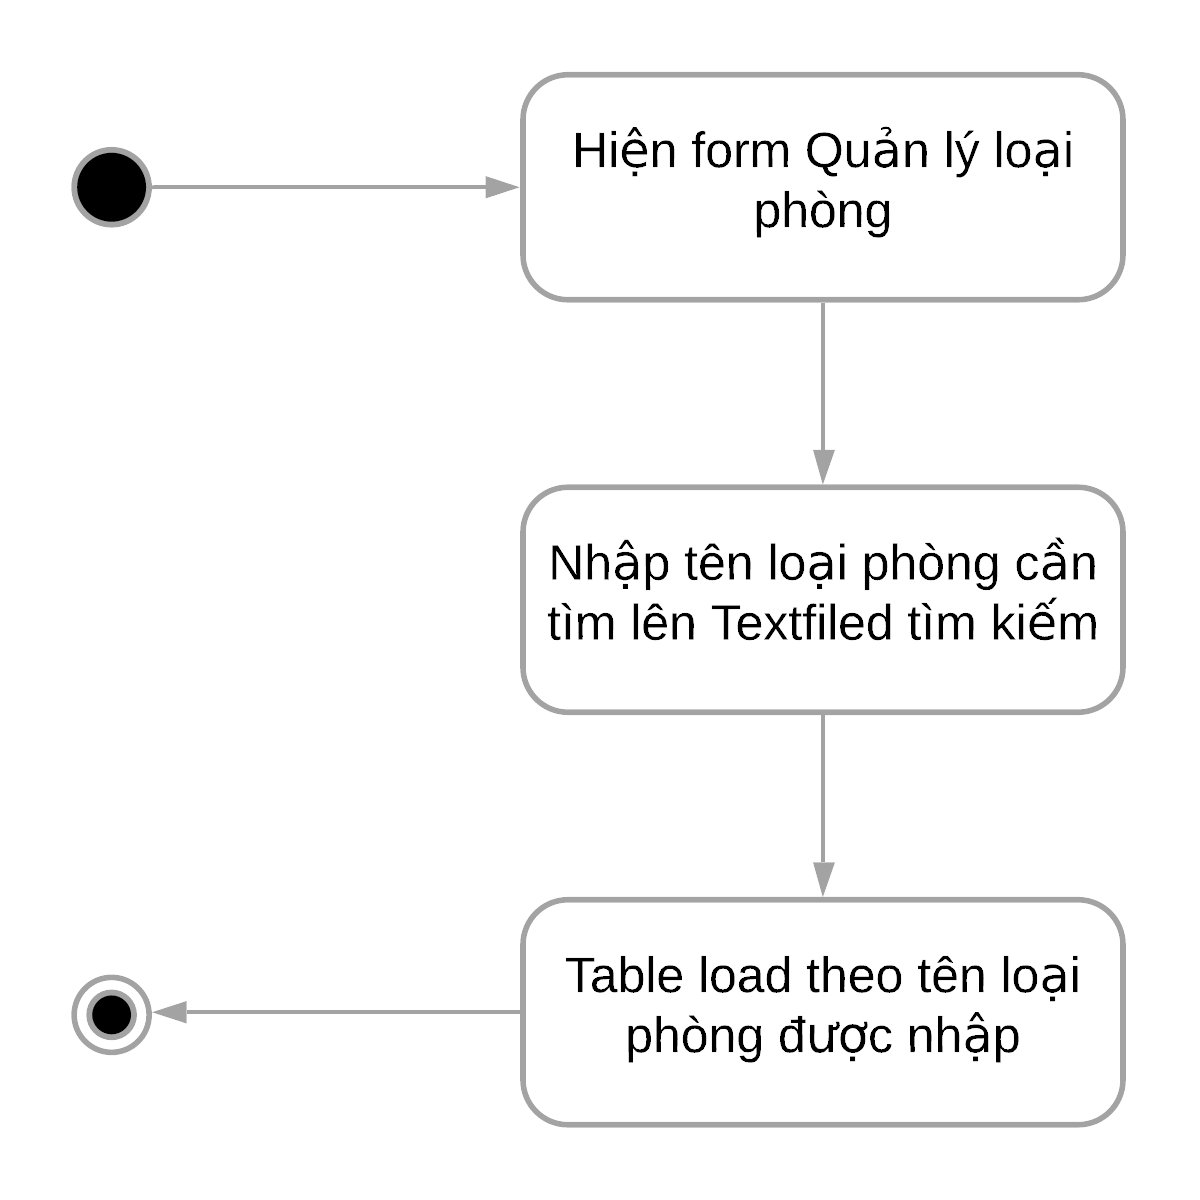 Hiện form Quản lý loại
phòng
Nhập tên loại phòng cần
tìm lên Textfiled tìm kiếm
Table load theo tên loại
phòng được nhập